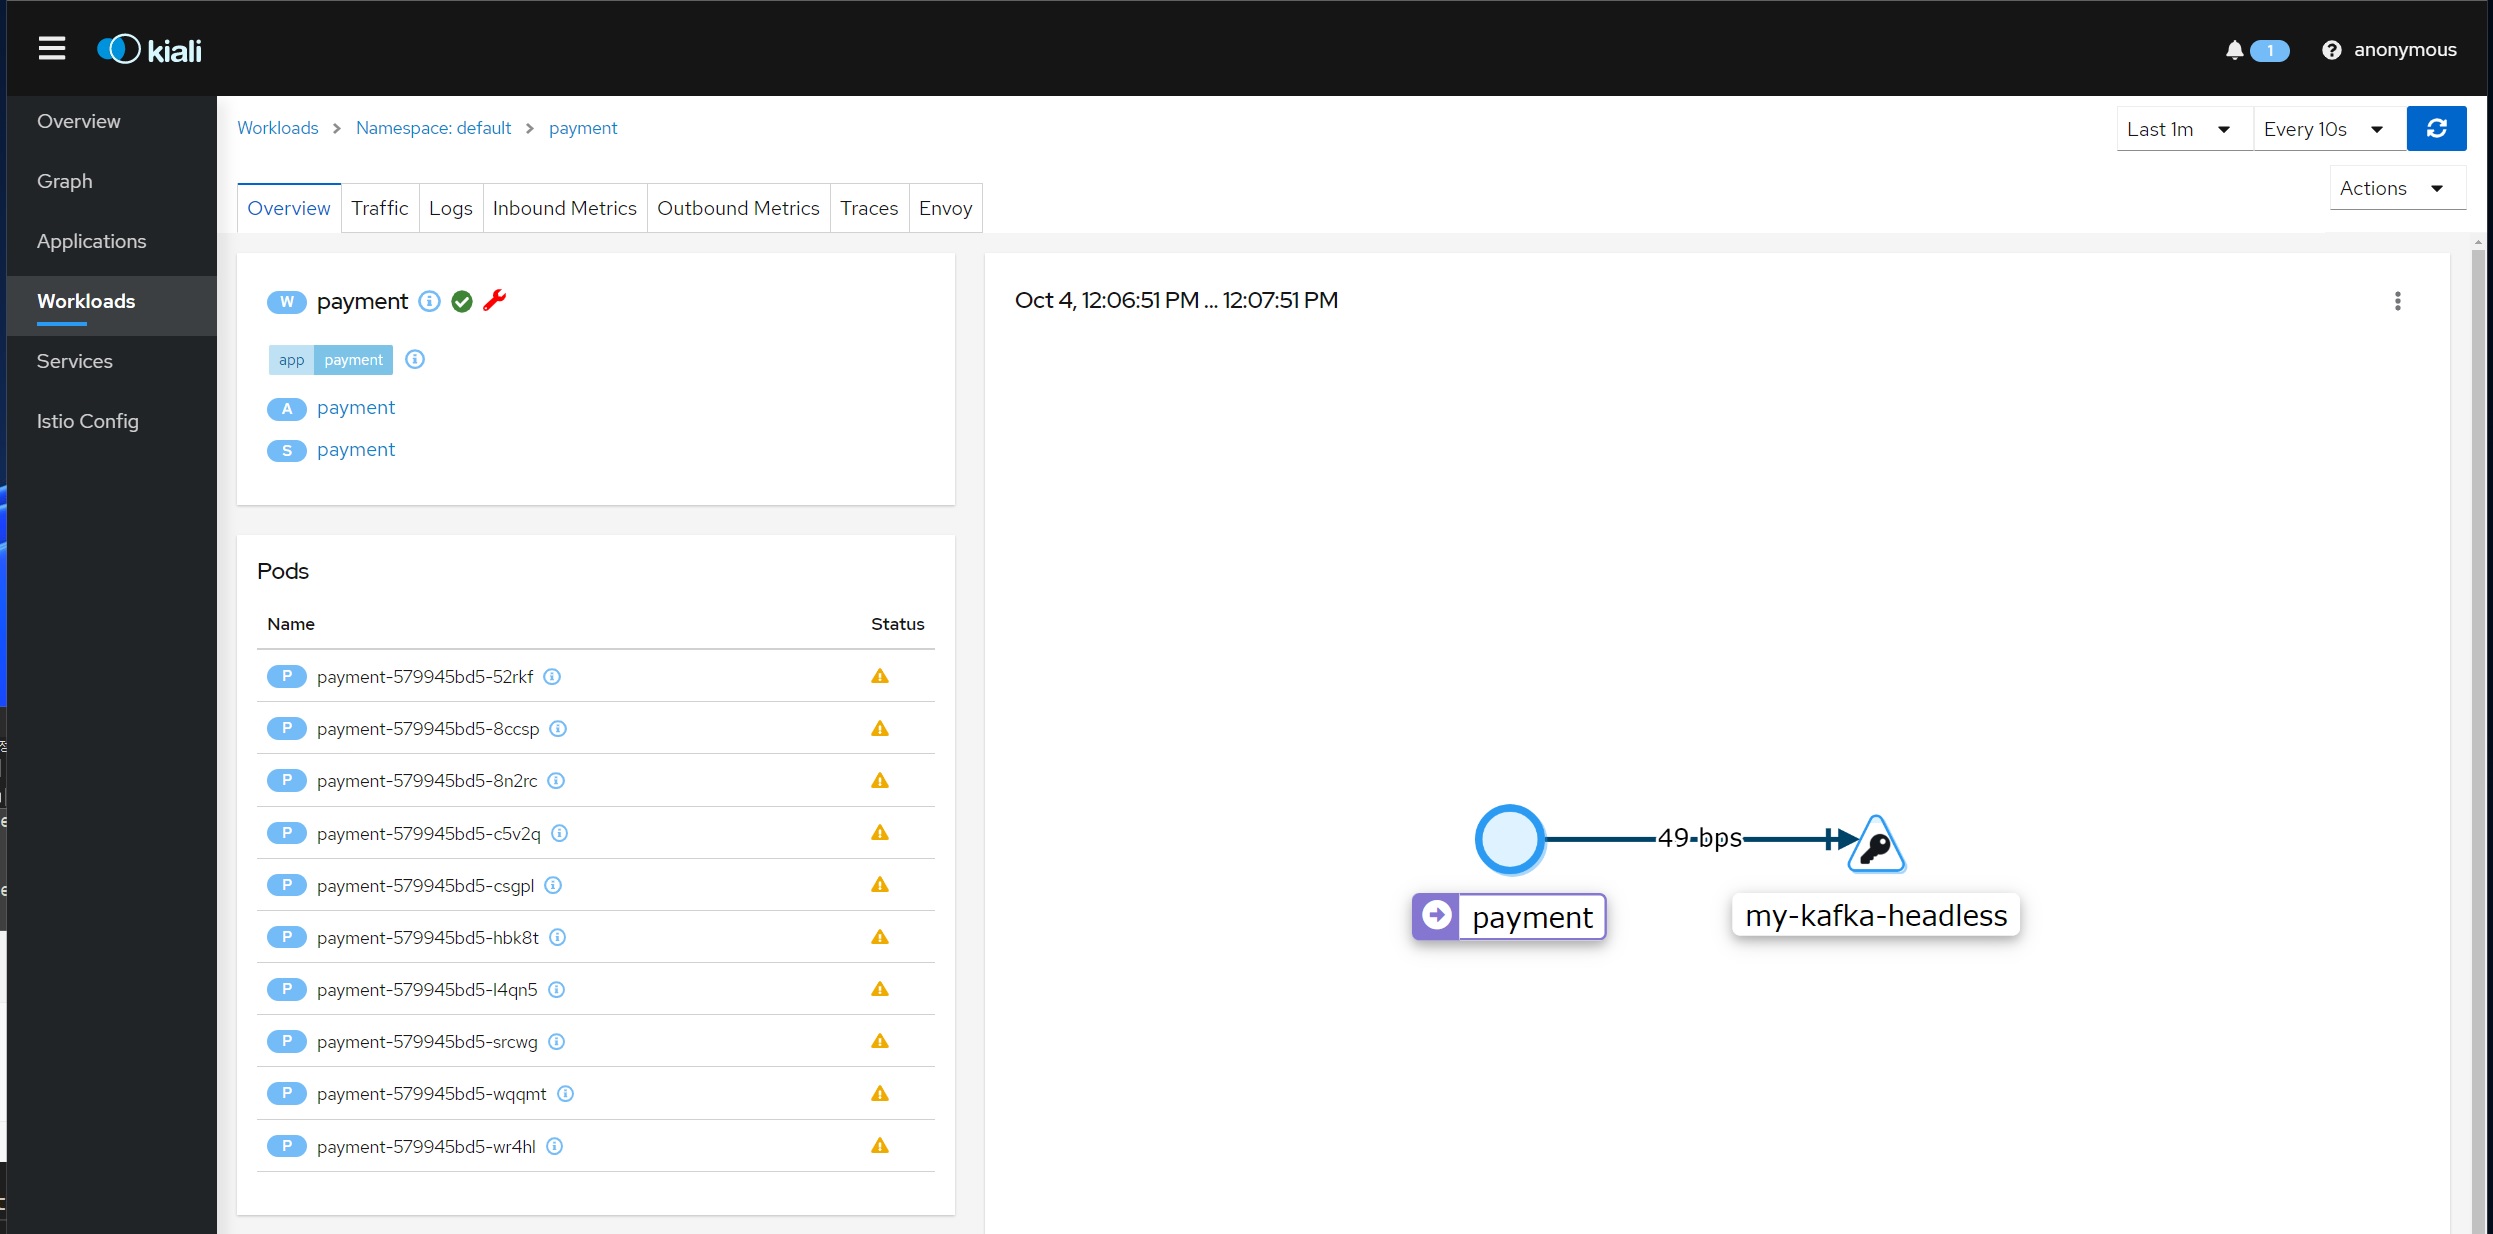 kiali
1
anonymous
Overview
Graph
Applications
Workloads
Services
Istio Config
Workloads > Namespace: default > payment
Last 1m
Every 10s
Actions
Overview
Traffic
Logs
Inbound Metrics
Outbound Metrics
Traces
Envoy
W payment
app payment
A payment
S payment
Pods
Name Status
P payment-579945bd5-52rkf
P payment-579945bd5-8ccsp
P payment-579945bd5-8n2rc
P payment-579945bd5-c5v2q
P payment-579945bd5-csgpl
P payment-579945bd5-hbk8t
P payment-579945bd5-l4qn5
P payment-579945bd5-srcwg
P payment-579945bd5-wqqmt
P payment-579945bd5-wr4hl
Oct 4, 12:06:51 PM ... 12:07:51 PM
49-bps
payment
my-kafka-headless